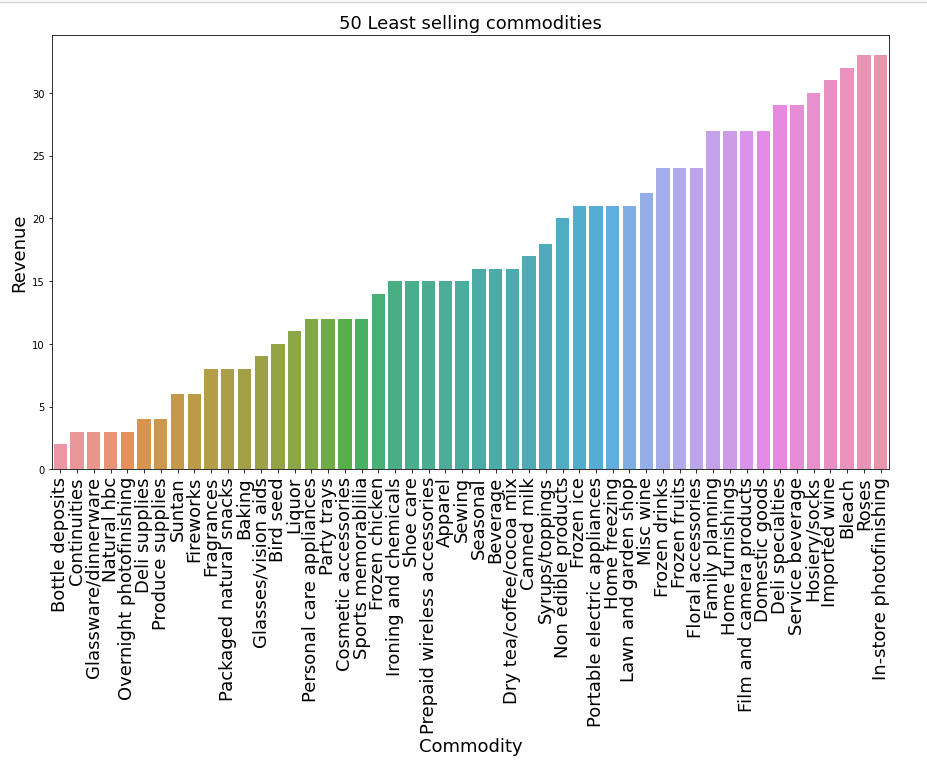 50 Least selling commodities
Revenue
30
25
20
15
10
5
0
Bottle deposits
Continuities
Glassware/dinnerware
Natural hbc
Overnight photofinishing
Deli supplies
Produce supplies
Suntan
Fireworks
Fragrances
Packaged natural snacks
Baking
Glasses/vision aids
Bird seed
Liquor
Personal care appliances
Party trays
Cosmetic accessories
Sports memorabilia
Frozen chicken
Ironing and chemicals
Shoe care
Prepaid wireless accessories
Apparel
Sewing
Seasonal
Beverage
Dry tea/coffee/cocoa mix
Canned milk
Syrups/toppings
Non edible products
Frozen ice
Portable electric appliances
Home freezing
Lawn and garden shop
Misc wine
Frozen drinks
Frozen fruits
Floral accessories
Family planning
Home furnishings
Film and camera products
Domestic goods
Deli specialties
Service beverage
Hosiery/socks
Imported wine
Bleach
Roses
In-store photofinishing
Commodity